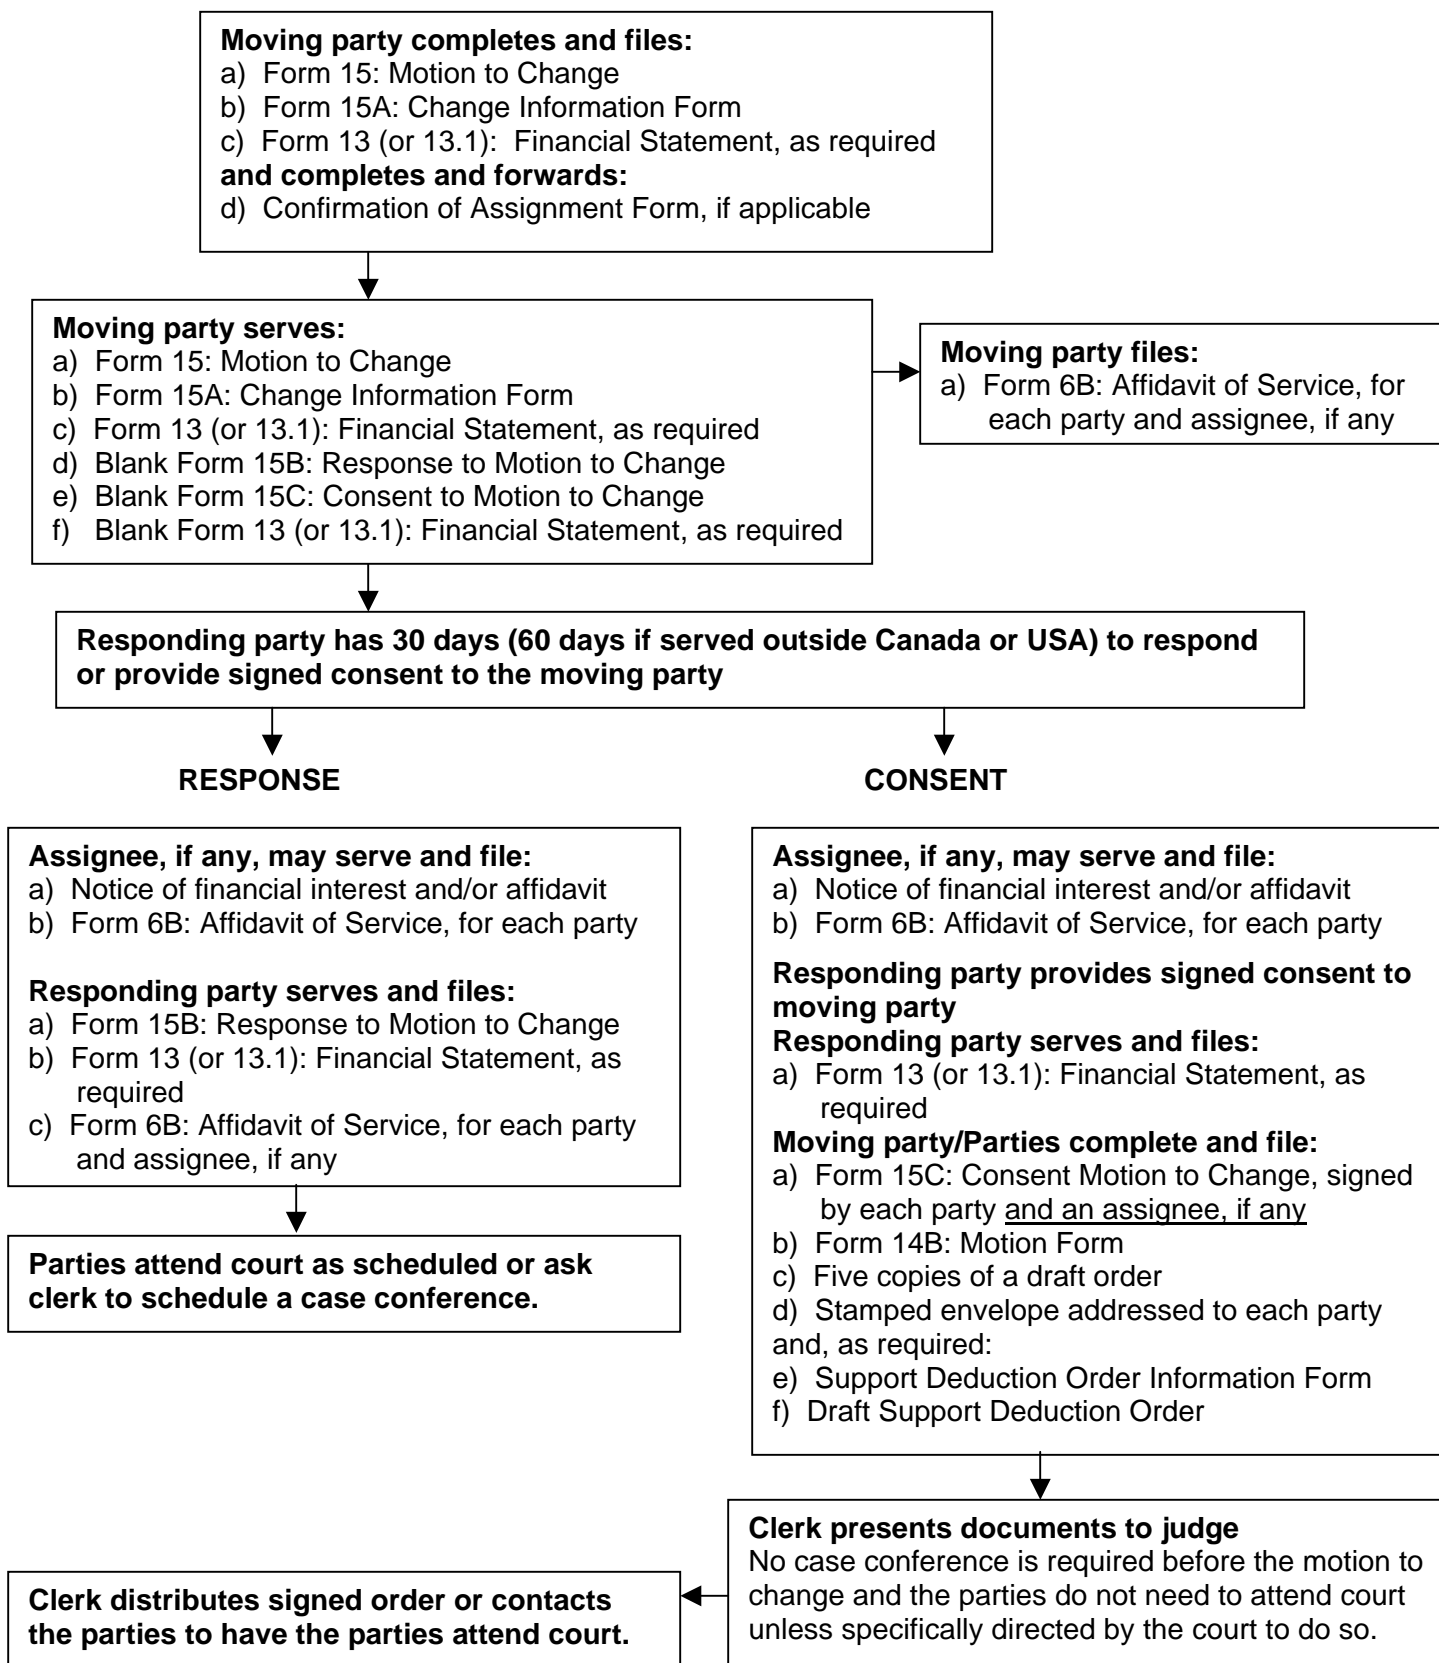 Moving party completes and files:
a) Form 15: Motion to Change
b) Form 15A: Change Information Form
c) Form 13 (or 13.1): Financial Statement, as required
and completes and forwards:
d) Confirmation of Assignment Form, if applicable
Moving party serves:
a) Form 15: Motion to Change
b) Form 15A: Change Information Form
c) Form 13 (or 13.1): Financial Statement, as required
d) Blank Form 15B: Response to Motion to Change
e) Blank Form 15C: Consent to Motion to Change
f) Blank Form 13 (or 13.1): Financial Statement, as required
Moving party files:
a) Form 6B: Affidavit of Service, for
each party and assignee, if any
Responding party has 30 days (60 days if served outside Canada or USA) to respond
or provide signed consent to the moving party
RESPONSE
Assignee, if any, may serve and file:
a) Notice of financial interest and/or affidavit
b) Form 6B: Affidavit of Service, for each party
Responding party serves and files:
a) Form 15B: Response to Motion to Change
b) Form 13 (or 13.1): Financial Statement, as
required
c) Form 6B: Affidavit of Service, for each party
and assignee, if any
Parties attend court as scheduled or ask
clerk to schedule a case conference.
CONSENT
Assignee, if any, may serve and file:
a) Notice of financial interest and/or affidavit
b) Form 6B: Affidavit of Service, for each party
Responding party provides signed consent to
moving party
Responding party serves and files:
a) Form 13 (or 13.1): Financial Statement, as
required
Moving party/Parties complete and file:
a) Form 15C: Consent Motion to Change, signed
by each party and an assignee, if any
b) Form 14B: Motion Form
c) Five copies of a draft order
d) Stamped envelope addressed to each party
and, as required:
e) Support Deduction Order Information Form
f) Draft Support Deduction Order
Clerk presents documents to judge
No case conference is required before the motion to
change and the parties do not need to attend court
unless specifically directed by the court to do so.
Clerk distributes signed order or contacts
the parties to have the parties attend court.